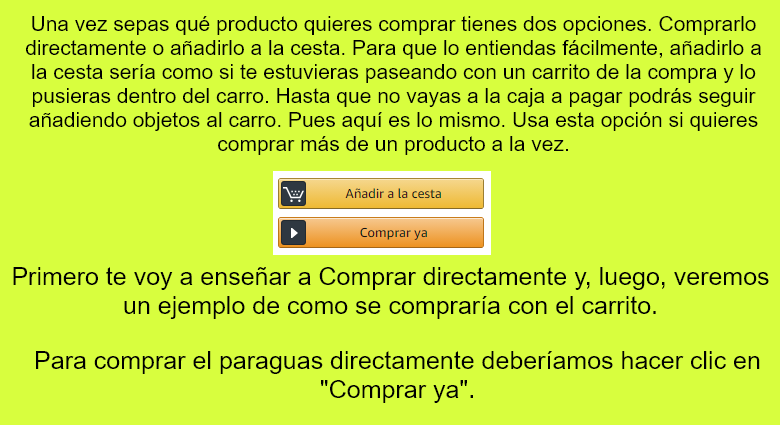 Una vez sepas qué producto quieres comprar tienes dos opciones. Comprarlo
directamente o añadirlo a la cesta. Para que lo entiendas fácilmente, añadirlo a
la cesta sería como si te estuvieras paseando con un carrito de la compra y lo
pusieras dentro del carro. Hasta que no vayas a la caja a pagar podrás seguir
añadiendo objetos al carro. Pues aquí es lo mismo. Usa esta opción si quieres
comprar más de un producto a la vez.
Añadir a la cesta
Comprar ya
Primero te voy a enseñar a Comprar directamente y, luego, veremos
un ejemplo de como se compraría con el carrito.
Para comprar el paraguas directamente deberíamos hacer clic en
"Comprar ya".